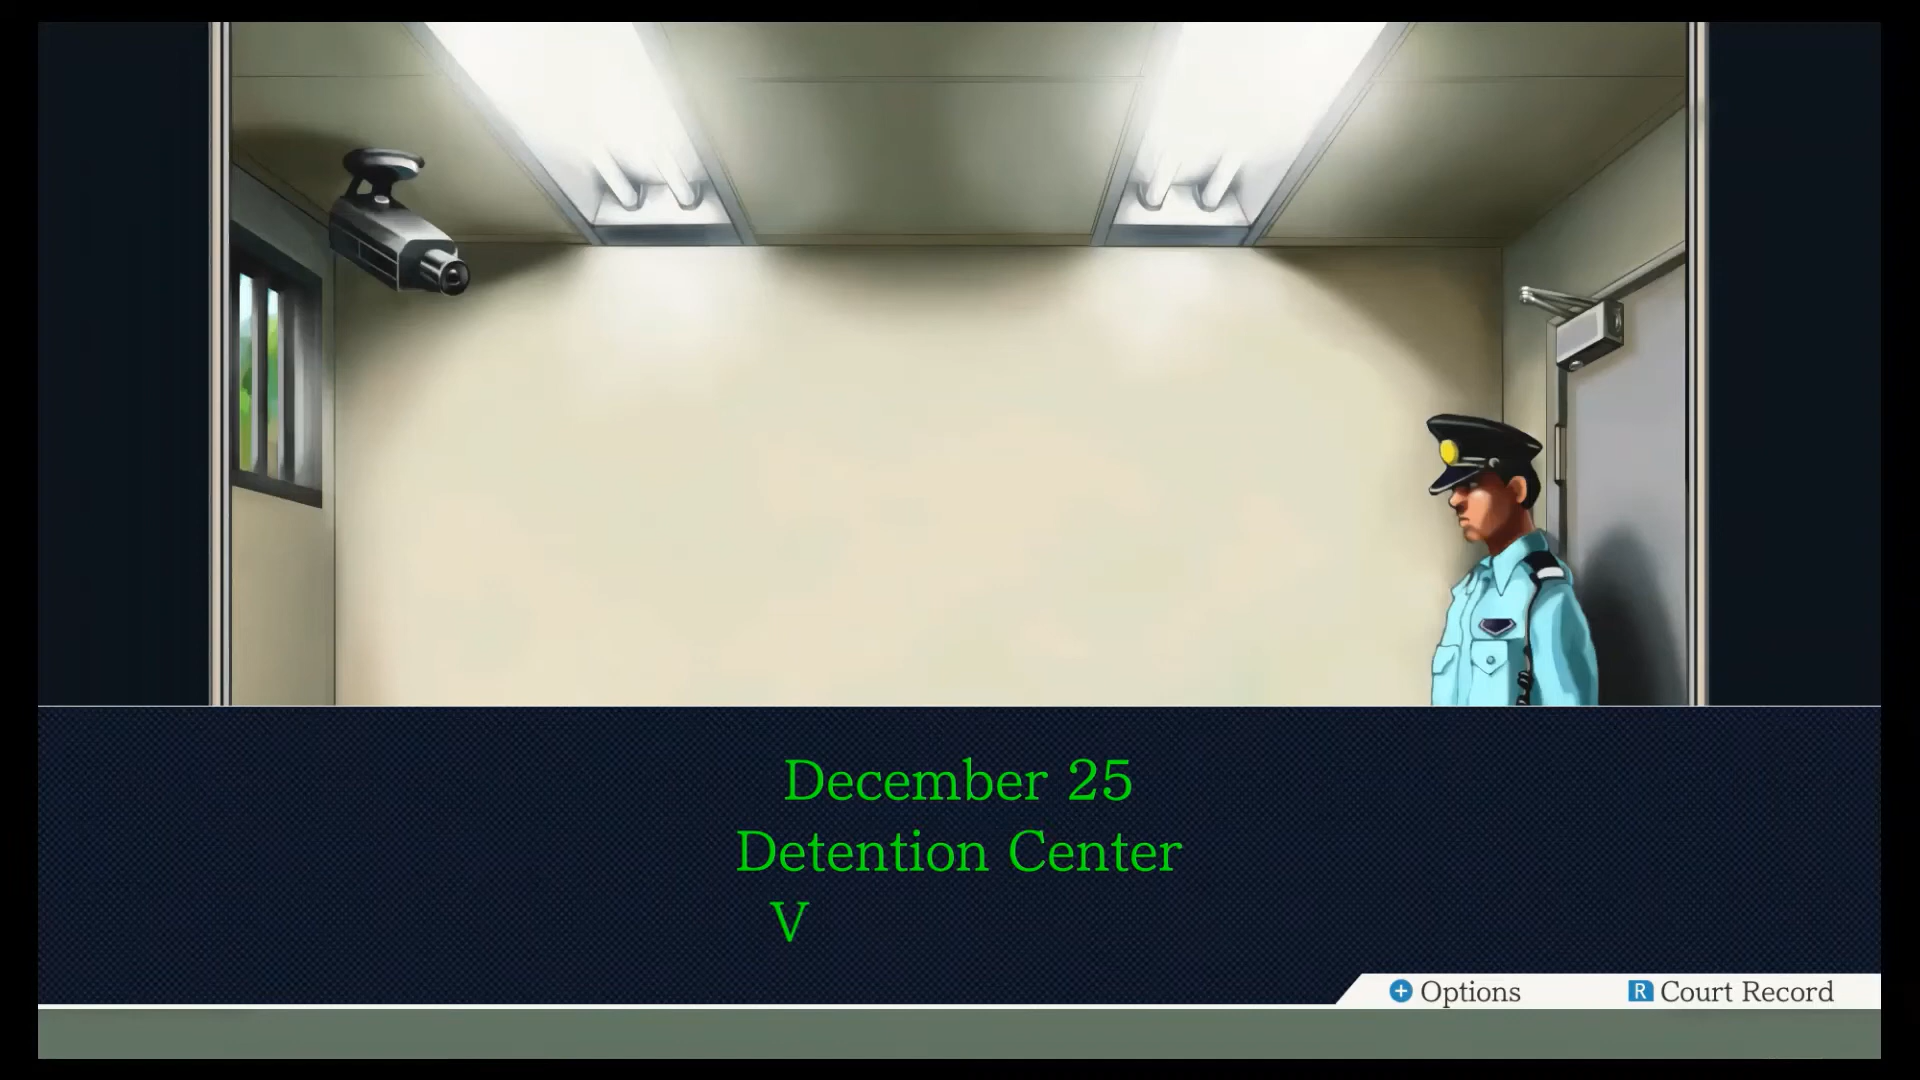 December 25
Detention Center
V
+ Options
R Court Record